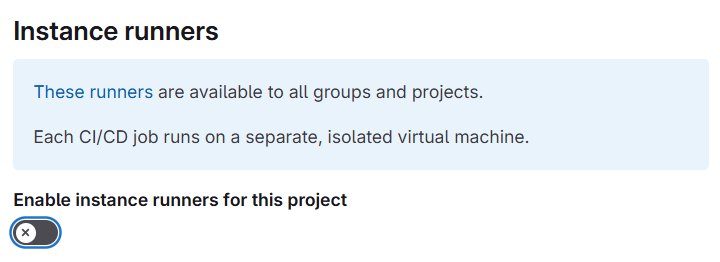 Instance runners
These runners are available to all groups and projects.
Each CI/CD job runs on a separate, isolated virtual machine.
Enable instance runners for this project